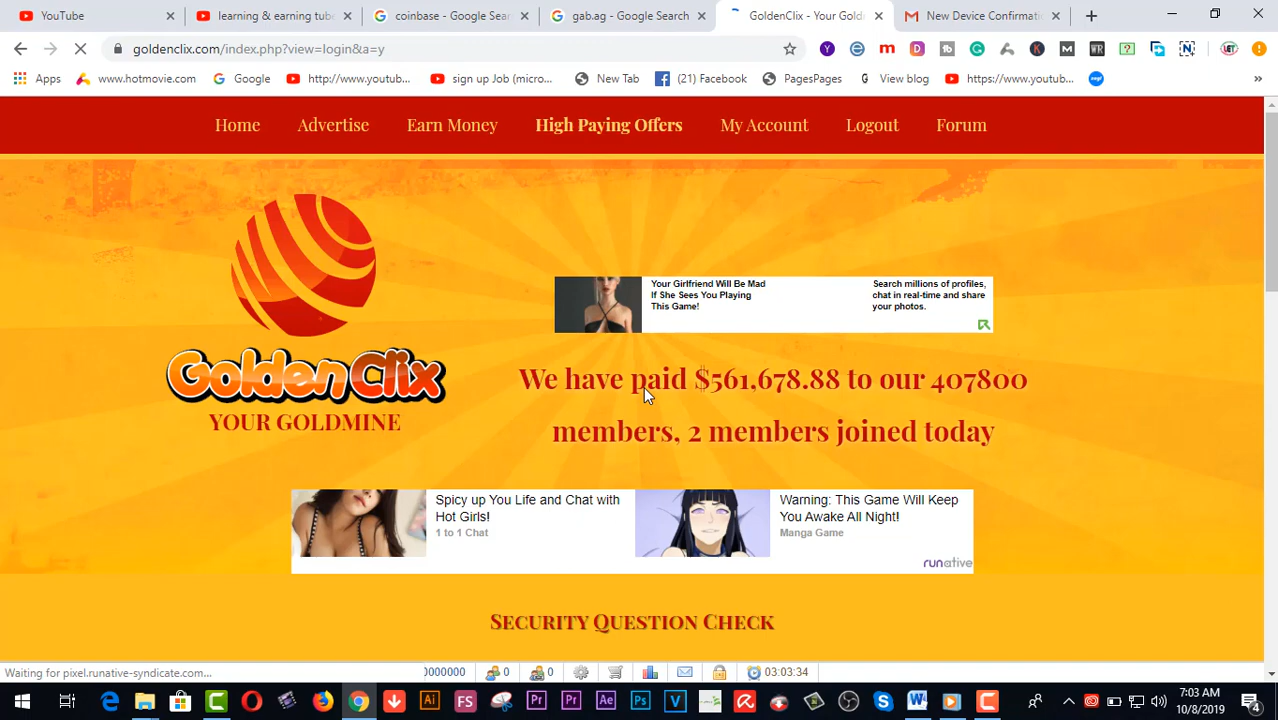 YouTube
learning & earning tube
coinbase - Google Sear
gab.ag - Google Search
GoldenClix - Your Gold
New Device Confirmati
goldenclix.com/index.php?view=login&a=y
Apps
www.hotmovie.com
Google
http://www.youtub...
sign up Job (micro...
New Tab
(21) Facebook
PagesPages
View blog
https://www.youtub...
Home
Advertise
Earn Money
High Paying Offers
My Account
Logout
Forum
GoldenClix
YOUR GOLDMINE
Your Girlfriend Will Be Mad
If She Sees You Playing
This Game!
Search millions of profiles,
chat in real-time and share
your photos.
We have paid $561,678.88 to our 407800
members, 2 members joined today
Spicy up You Life and Chat with
Hot Girls!
1 to 1 Chat
Warning: This Game Will Keep
You Awake All Night!
Manga Game
runative
Security Question Check
Waiting for pixel.runative-syndicate.com...
0000000
0
0
03:03:34
7:03 AM
10/8/2019